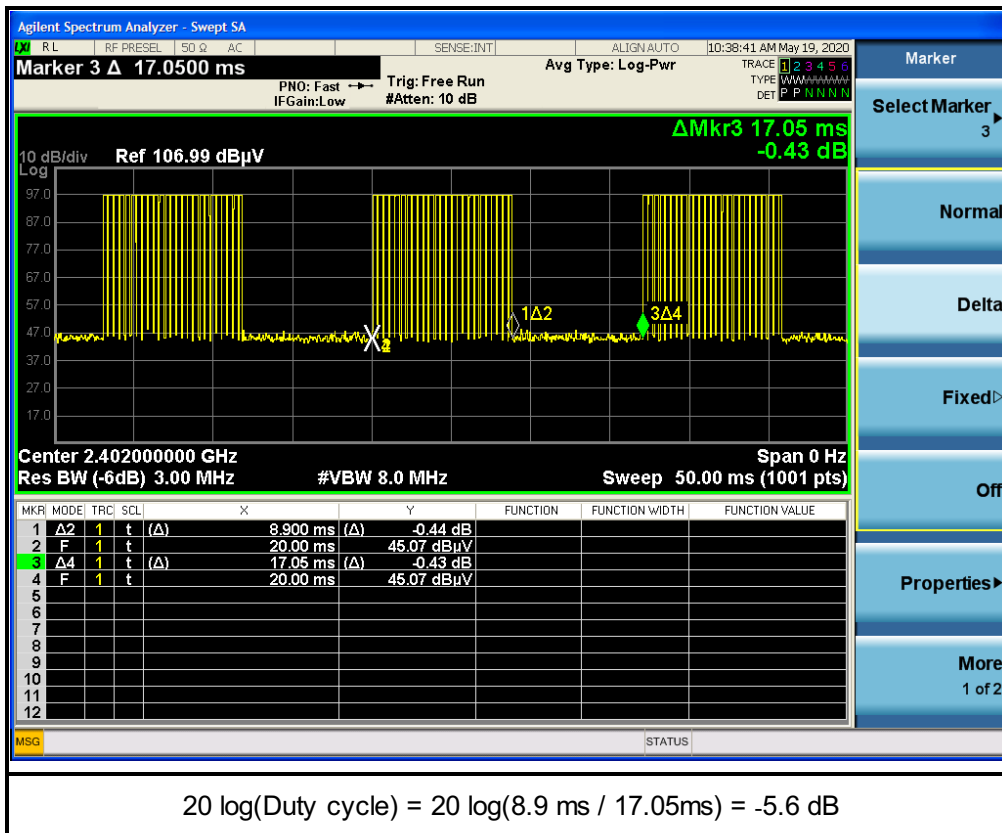 Agilent Spectrum Analyzer - Swept SA
LXI RL RF PRESEL 50 Ω AC SENSE:INT ALIGNAUTO 10:38:41 AM May 19, 2020
Marker 3 Δ 17.0500 ms
PNO: Fast
IFGain:Low
Trig: Free Run
#Atten: 10 dB
Avg Type: Log-Pwr
TRACE 1 2 3 4 5 6
TYPE WWWWWW
DET P P N N N N
ΔMkr3 17.05 ms
-0.43 dB
10 dB/div Ref 106.99 dBµV
Log
97.0
87.0
77.0
67.0
57.0
47.0
37.0
27.0
17.0
1Δ2
3Δ4
2
Center 2.402000000 GHz Span 0 Hz
Res BW (-6dB) 3.00 MHz #VBW 8.0 MHz Sweep 50.00 ms (1001 pts)
MKR MODE TRC SCL X Y FUNCTION FUNCTION WIDTH FUNCTION VALUE
1 Δ2 1 t (Δ) 8.900 ms (Δ) -0.44 dB
2 F 1 t 20.00 ms 45.07 dBµV
3 Δ4 1 t (Δ) 17.05 ms (Δ) -0.43 dB
4 F 1 t 20.00 ms 45.07 dBµV
5
6
7
8
9
10
11
12
MSG STATUS
Marker
Select Marker
3
Normal
Delta
Fixed
Off
Properties
More
1 of 2
20 log(Duty cycle) = 20 log(8.9 ms / 17.05ms) = -5.6 dB